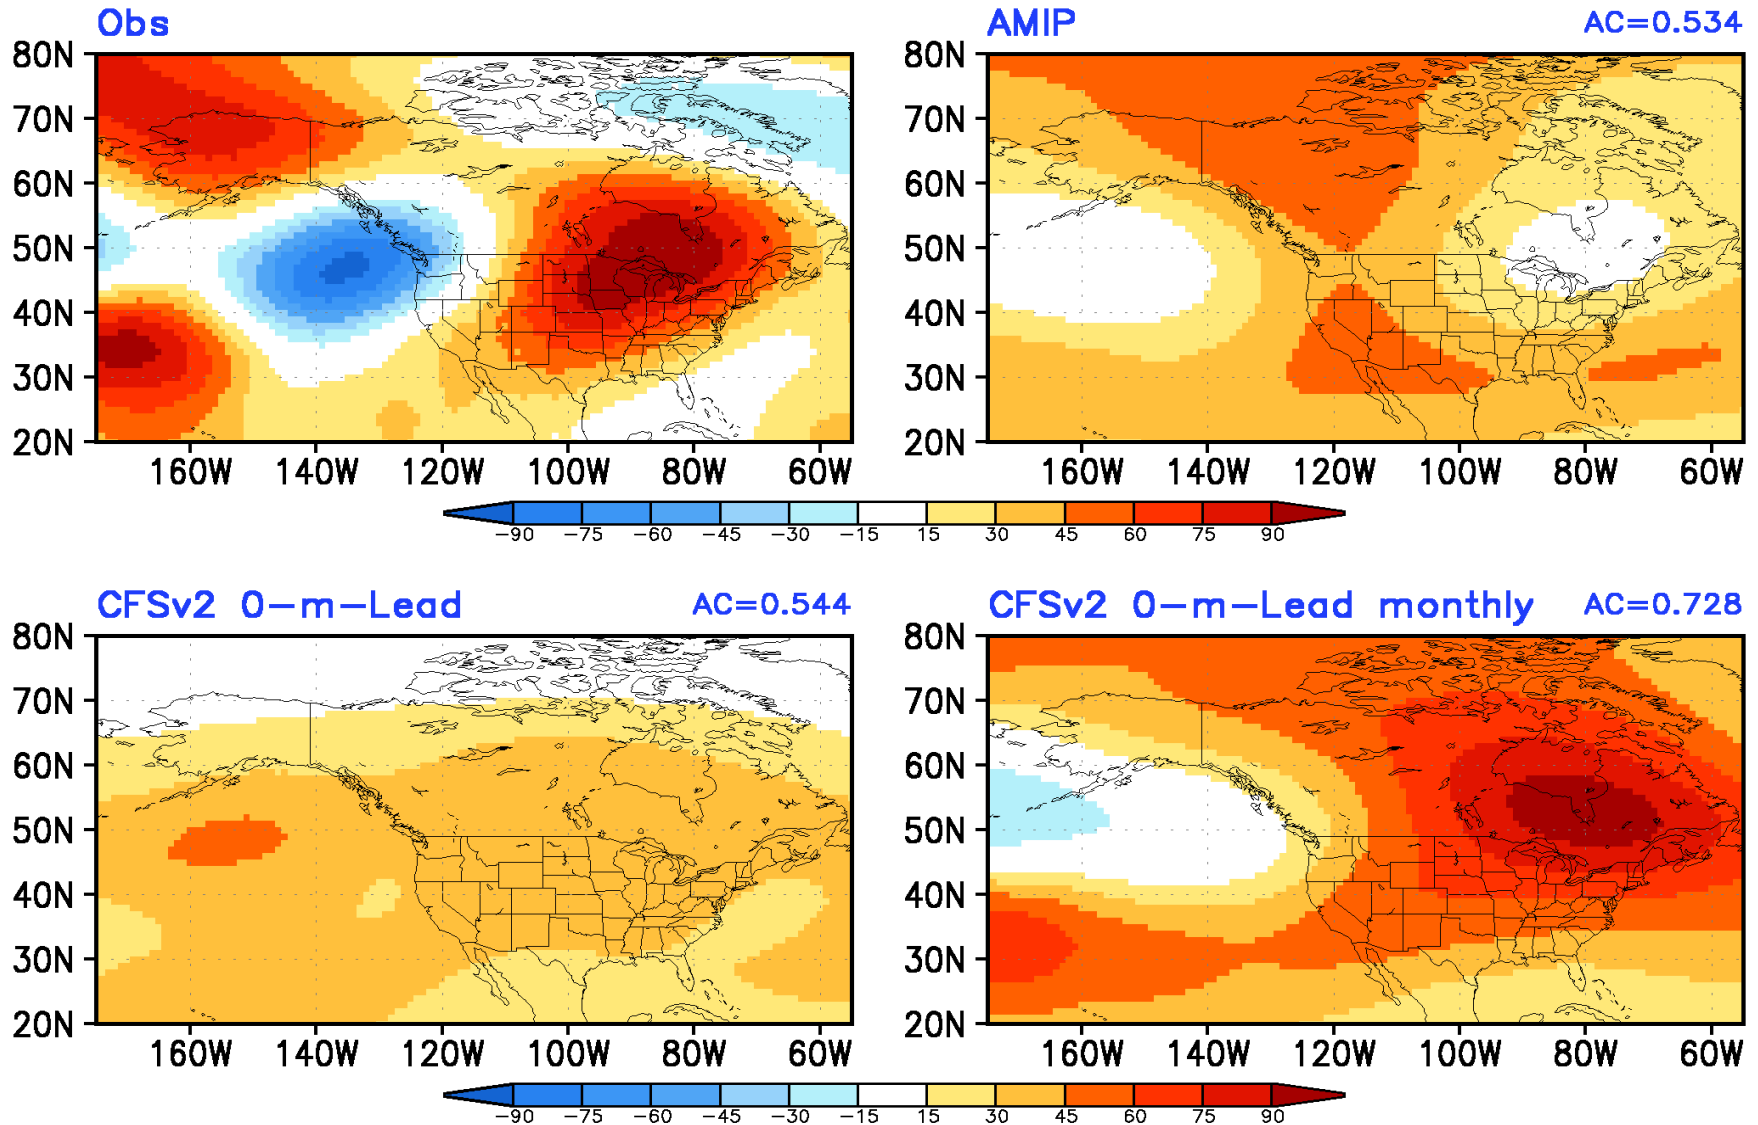 Obs
AMIP AC=0.534
80N 80N
70N 70N
60N 60N
50N 50N
40N 40N
30N 30N
20N 20N
160W 140W 120W 100W 80W 60W 160W 140W 120W 100W 80W 60W
−90 −75 −60 −45 −30 −15 15 30 45 60 75 90
CFSv2 0−m−Lead AC=0.544
CFSv2 0−m−Lead monthly AC=0.728
80N 80N
70N 70N
60N 60N
50N 50N
40N 40N
30N 30N
20N 20N
160W 140W 120W 100W 80W 60W 160W 140W 120W 100W 80W 60W
−90 −75 −60 −45 −30 −15 15 30 45 60 75 90